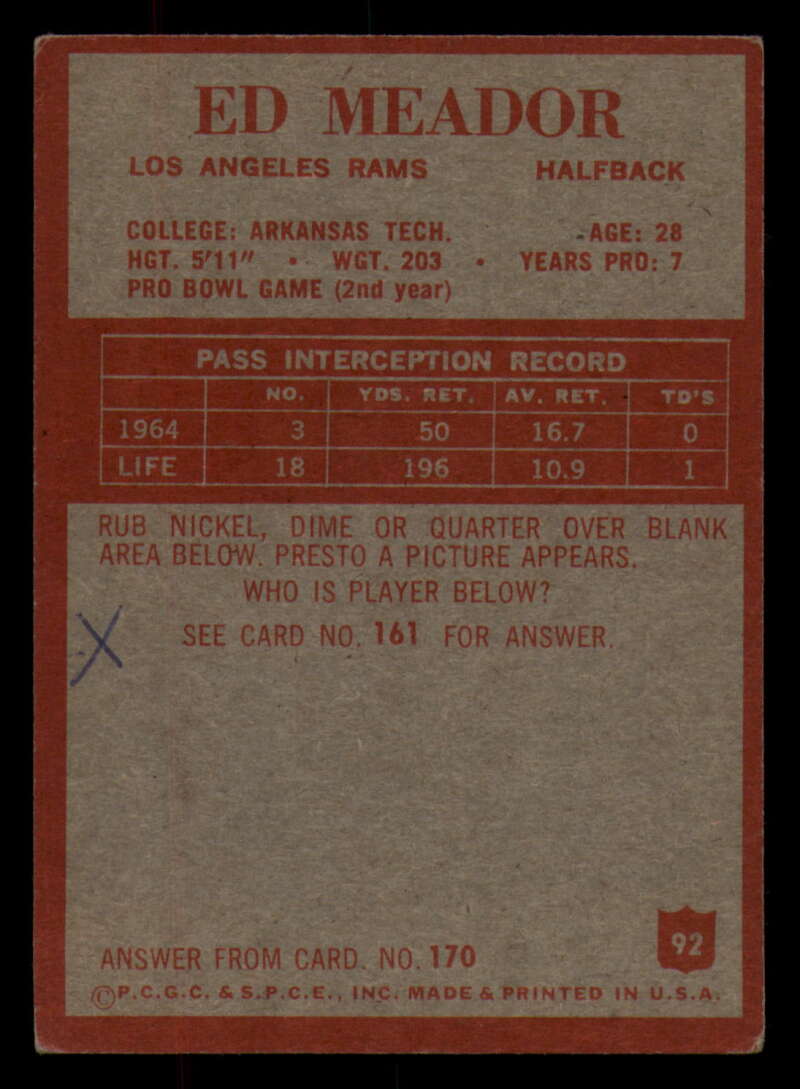 ED MEADOR
LOS ANGELES RAMS HALFBACK
COLLEGE: ARKANSAS TECH. AGE: 28
HGT. 5'11" • WGT. 203 • YEARS PRO: 7
PRO BOWL GAME (2nd year)
PASS INTERCEPTION RECORD
NO. YDS. RET. AV. RET. TD'S
1964 3 50 16.7 0
LIFE 18 196 10.9 1
RUB NICKEL, DIME OR QUARTER OVER BLANK
AREA BELOW. PRESTO A PICTURE APPEARS.
WHO IS PLAYER BELOW?
SEE CARD NO. 161 FOR ANSWER.
X
92
ANSWER FROM CARD. NO. 170
©P.C.G.C. & S.P.C.E., INC. MADE & PRINTED IN U.S.A.